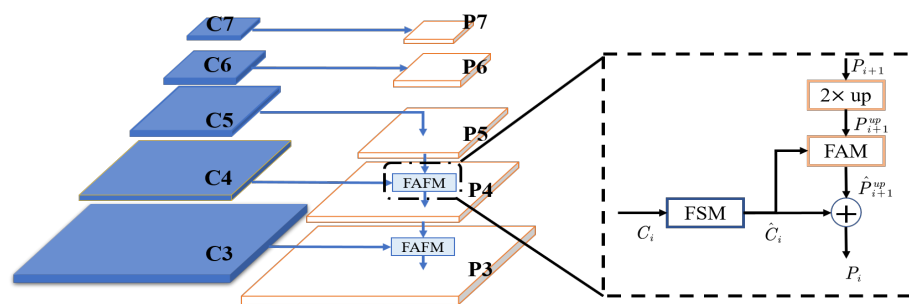 C7
P7
C6
P6
C5
P5
C4
FAFM
P4
C3
FAFM
P3
P_{i+1}
2× up
P_{i+1}^{up}
FAM
\hat{P}_{i+1}^{up}
C_i
FSM
\hat{C}_i
+
P_i